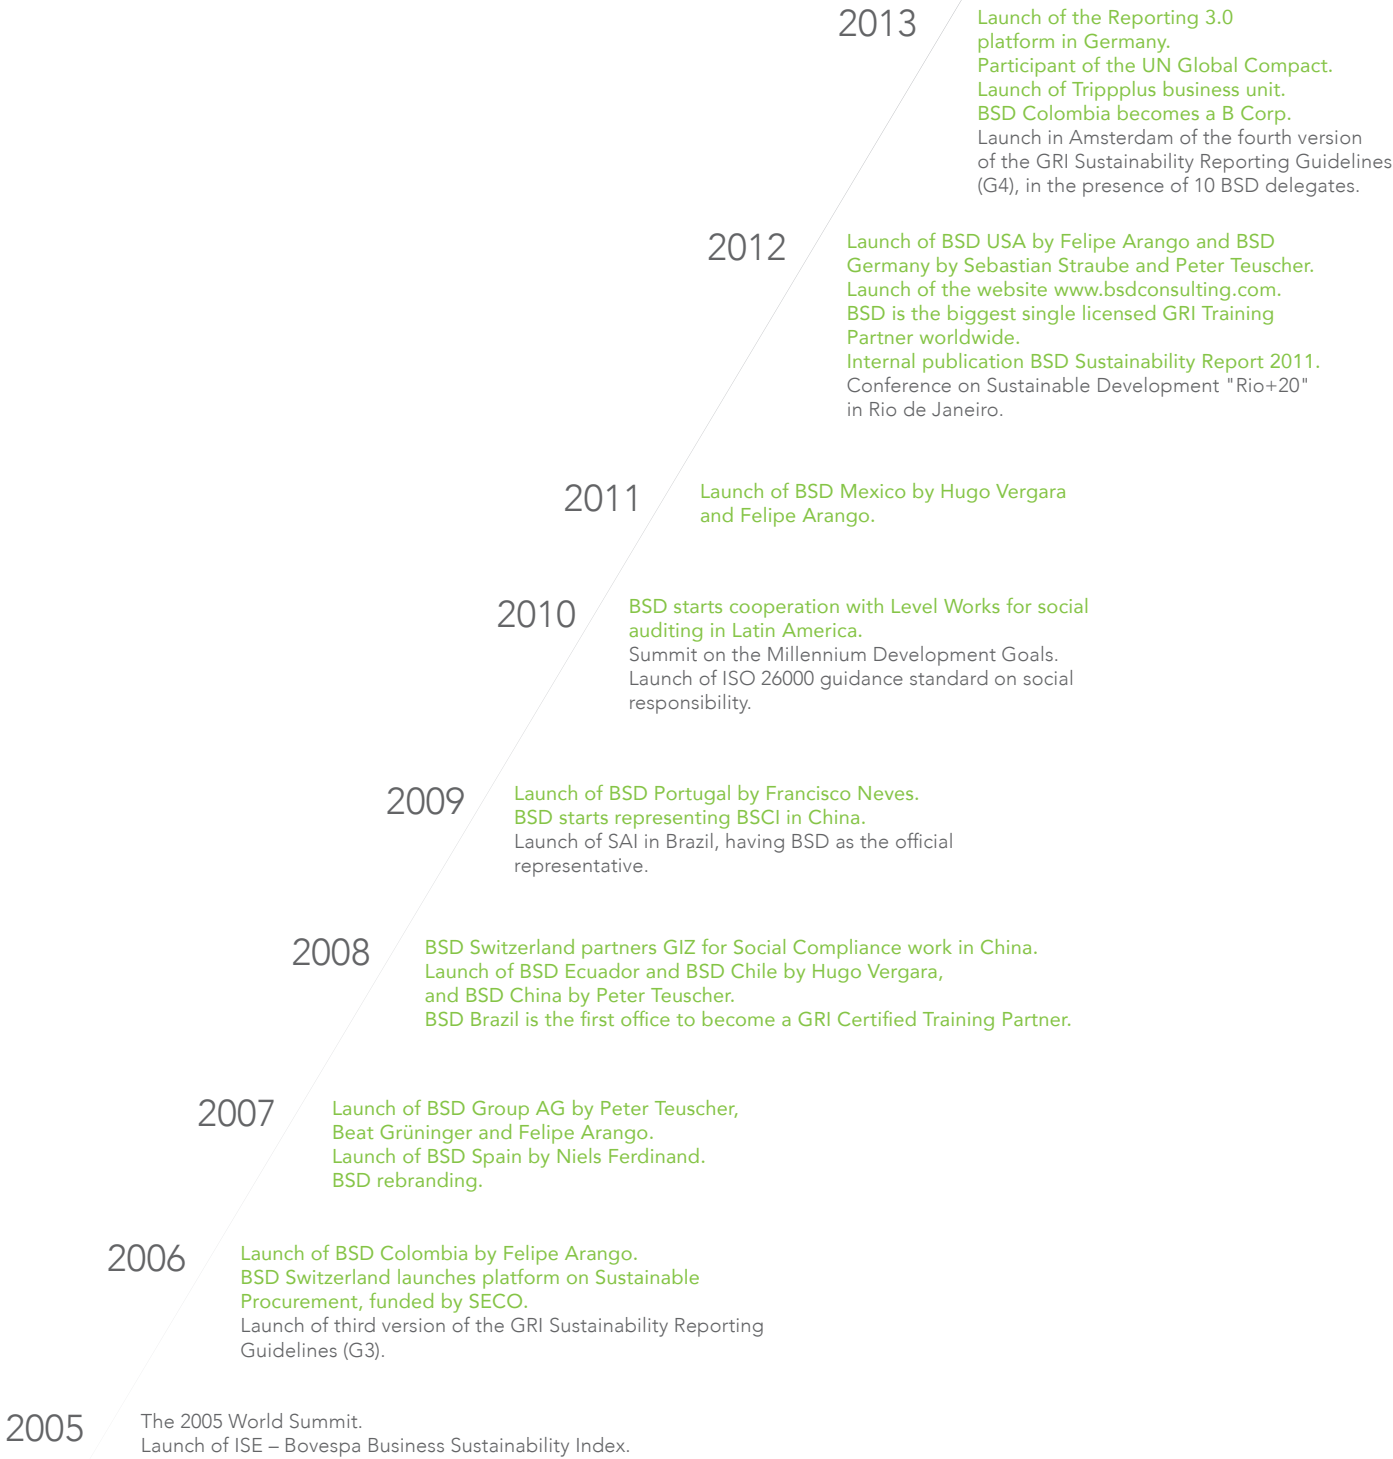 2013
Launch of the Reporting 3.0
platform in Germany.
Participant of the UN Global Compact.
Launch of Trippplus business unit.
BSD Colombia becomes a B Corp.
Launch in Amsterdam of the fourth version
of the GRI Sustainability Reporting Guidelines
(G4), in the presence of 10 BSD delegates.
2012
Launch of BSD USA by Felipe Arango and BSD
Germany by Sebastian Straube and Peter Teuscher.
Launch of the website www.bsdconsulting.com.
BSD is the biggest single licensed GRI Training
Partner worldwide.
Internal publication BSD Sustainability Report 2011.
Conference on Sustainable Development "Rio+20"
in Rio de Janeiro.
2011
Launch of BSD Mexico by Hugo Vergara
and Felipe Arango.
2010
BSD starts cooperation with Level Works for social
auditing in Latin America.
Summit on the Millennium Development Goals.
Launch of ISO 26000 guidance standard on social
responsibility.
2009
Launch of BSD Portugal by Francisco Neves.
BSD starts representing BSCI in China.
Launch of SAI in Brazil, having BSD as the official
representative.
2008
BSD Switzerland partners GIZ for Social Compliance work in China.
Launch of BSD Ecuador and BSD Chile by Hugo Vergara,
and BSD China by Peter Teuscher.
BSD Brazil is the first office to become a GRI Certified Training Partner.
2007
Launch of BSD Group AG by Peter Teuscher,
Beat Grüninger and Felipe Arango.
Launch of BSD Spain by Niels Ferdinand.
BSD rebranding.
2006
Launch of BSD Colombia by Felipe Arango.
BSD Switzerland launches platform on Sustainable
Procurement, funded by SECO.
Launch of third version of the GRI Sustainability Reporting
Guidelines (G3).
2005
The 2005 World Summit.
Launch of ISE – Bovespa Business Sustainability Index.